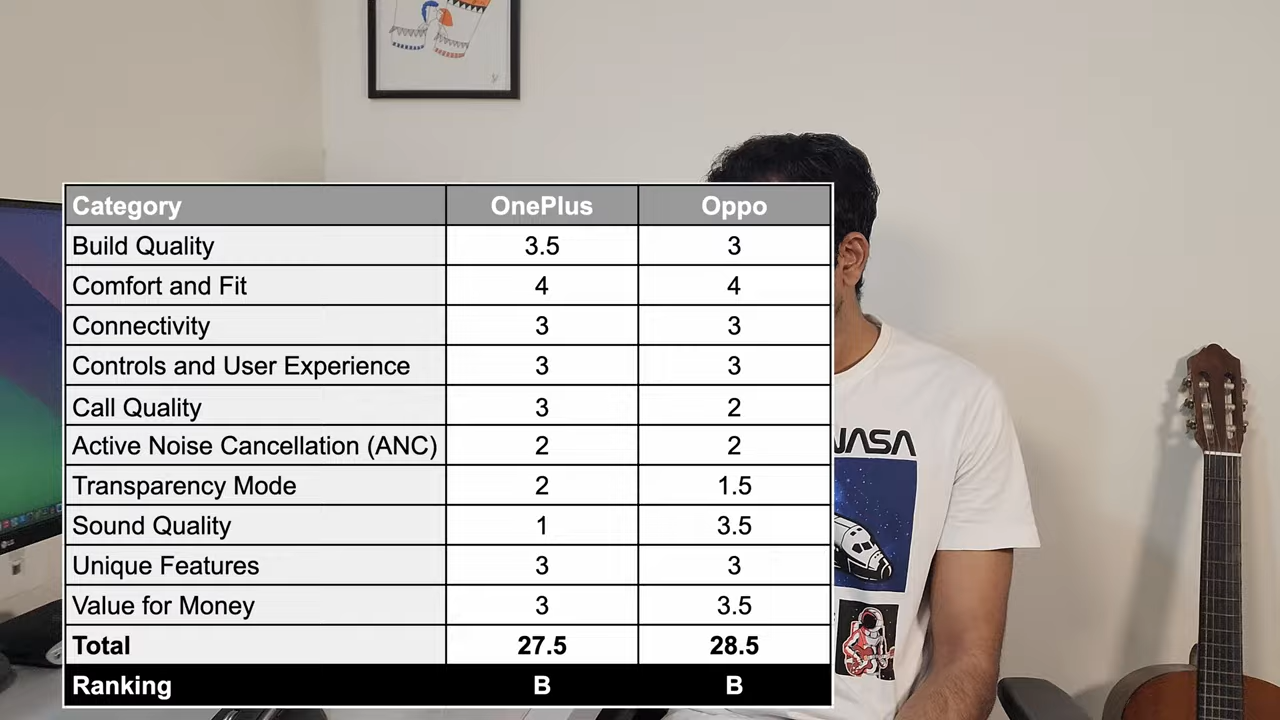 Category OnePlus Oppo
Build Quality 3.5 3
Comfort and Fit 4 4
Connectivity 3 3
Controls and User Experience 3 3
Call Quality 3 2
Active Noise Cancellation (ANC) 2 2
Transparency Mode 2 1.5
Sound Quality 1 3.5
Unique Features 3 3
Value for Money 3 3.5
Total 27.5 28.5
Ranking B B
NASA
LG